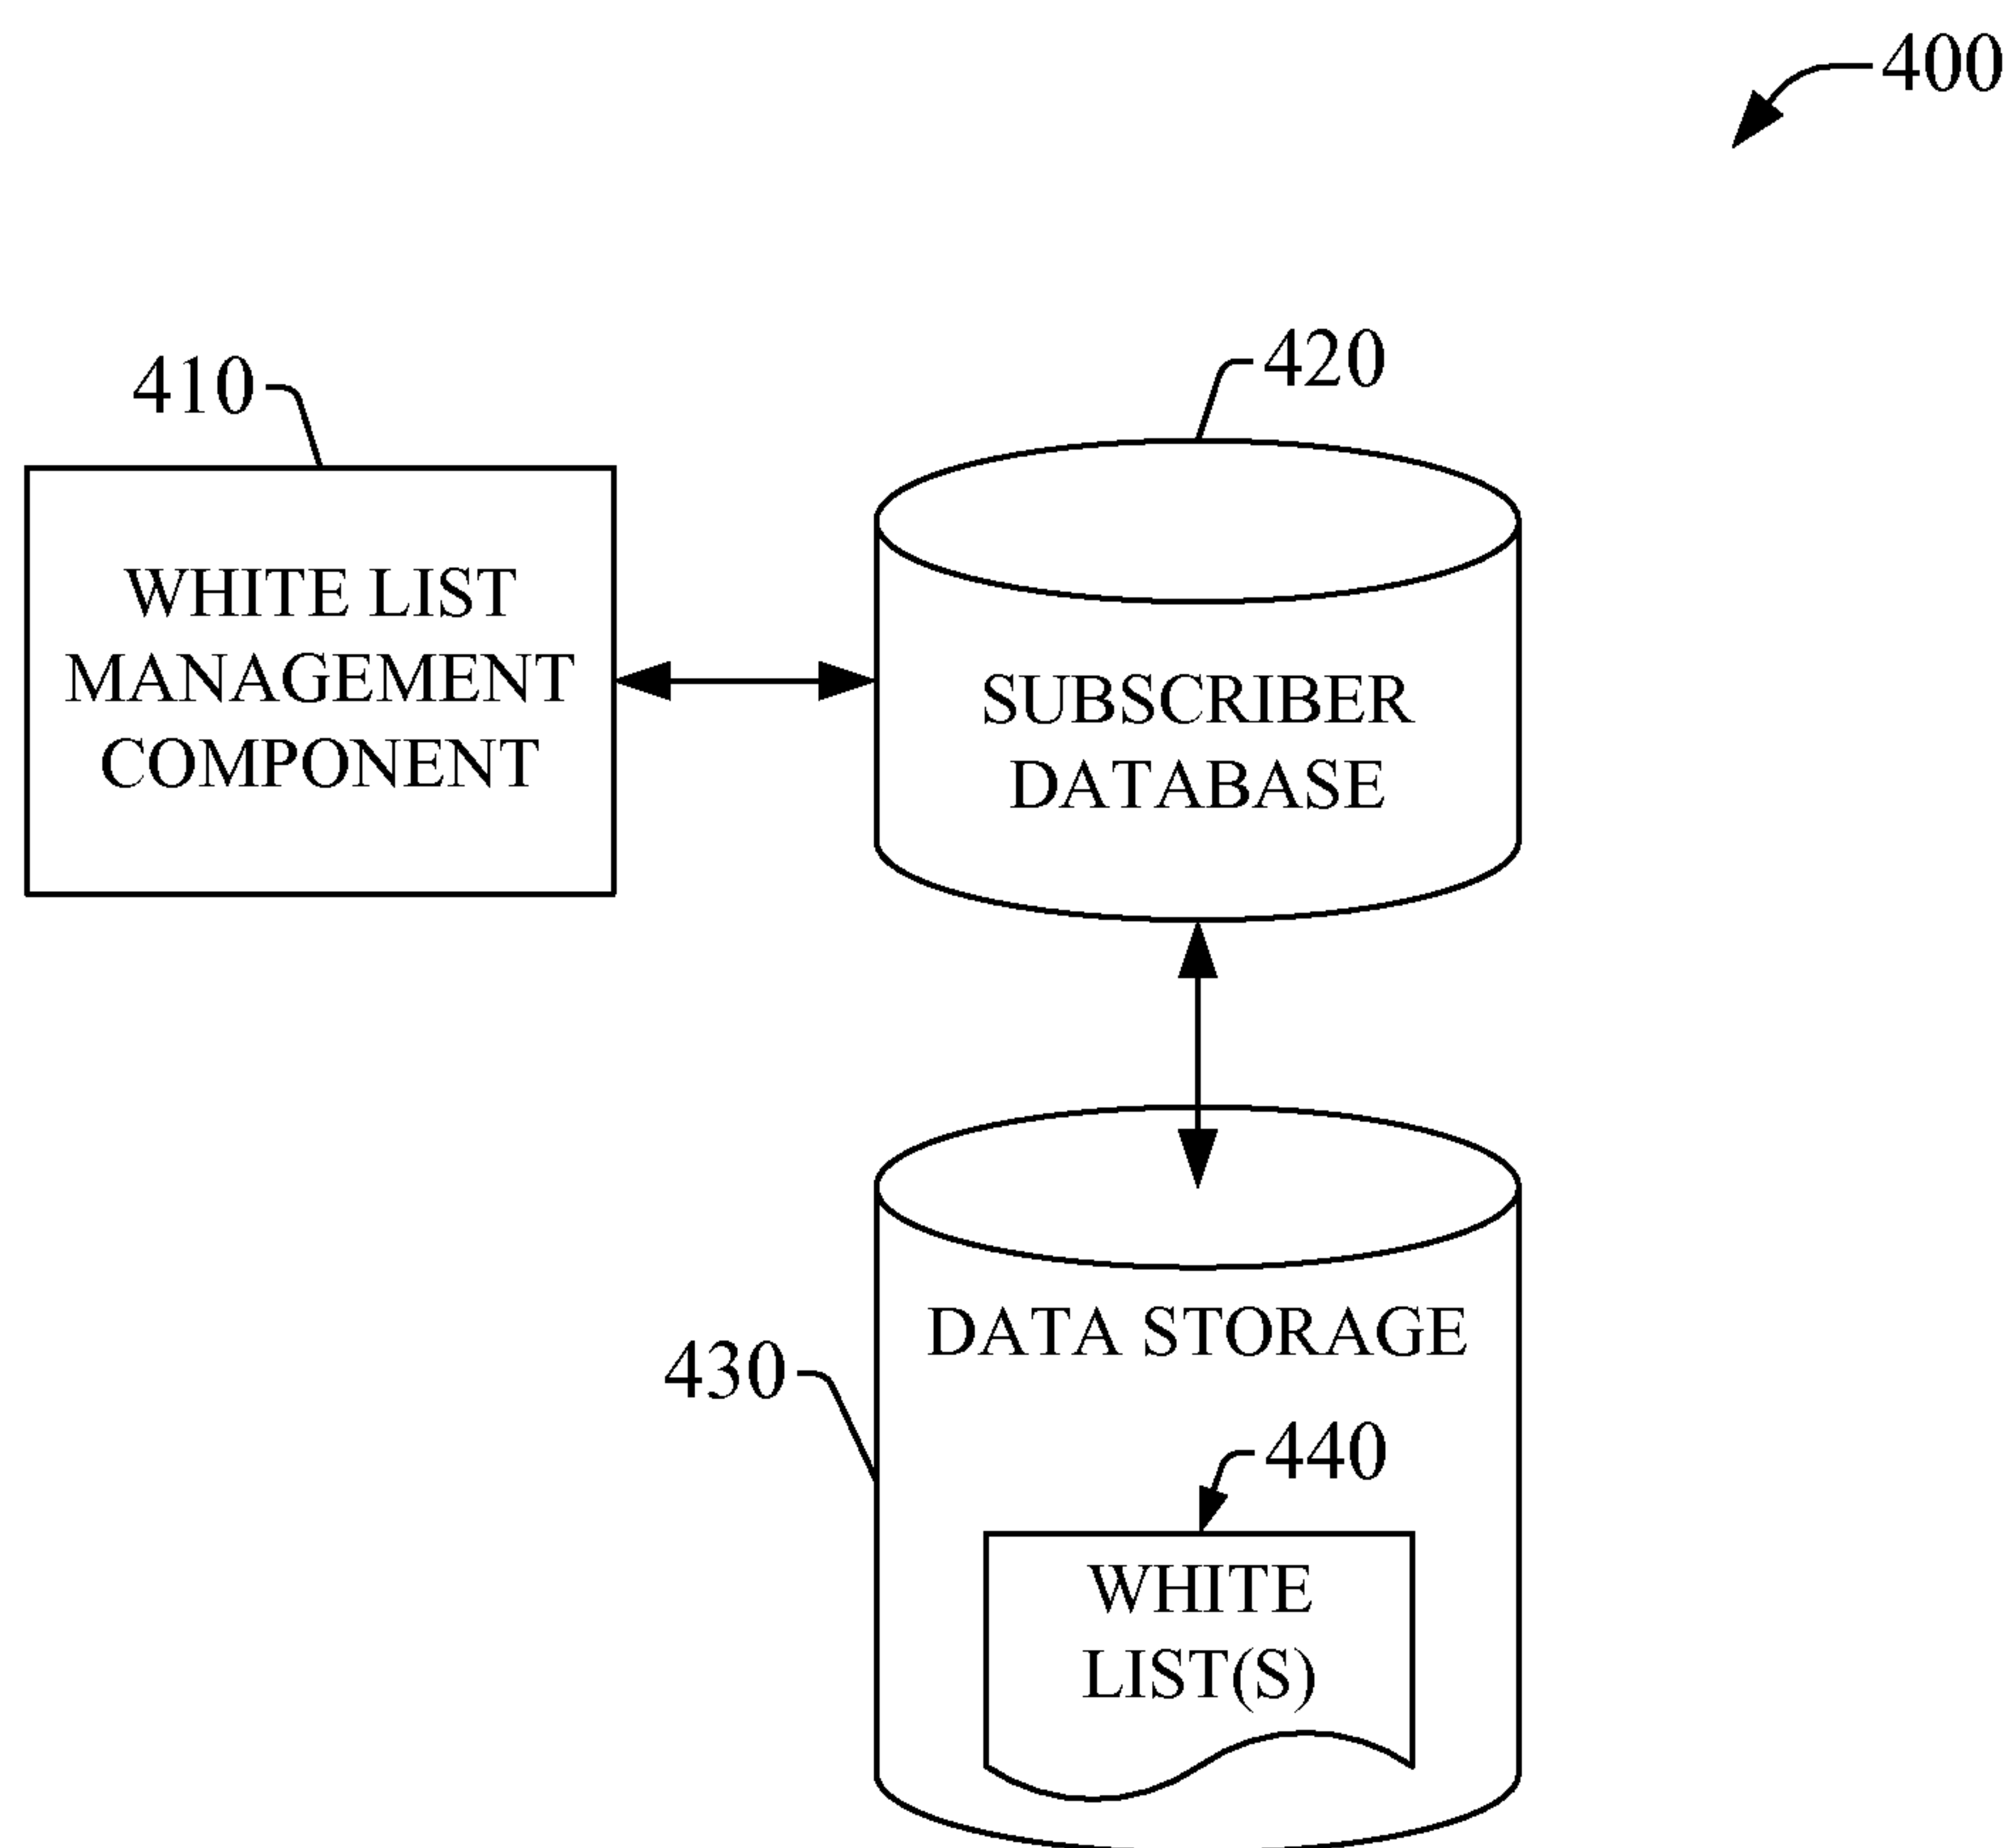 400
410
420
WHITE LIST
MANAGEMENT
COMPONENT
SUBSCRIBER
DATABASE
430
DATA STORAGE
440
WHITE
LIST(S)